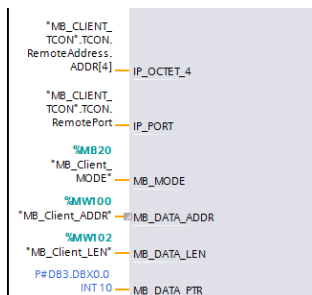 "MB_CLIENT_
TCON".TCON.
RemoteAddress.
ADDR[4]
IP_OCTET_4
"MB_CLIENT_
TCON".TCON.
RemotePort
IP_PORT
%MB20
"MB_Client_
MODE"
MB_MODE
%MW100
"MB_Client_ADDR"
MB_DATA_ADDR
%MW102
"MB_Client_LEN"
MB_DATA_LEN
P#DB3.DBX0.0
INT 10
MB_DATA_PTR